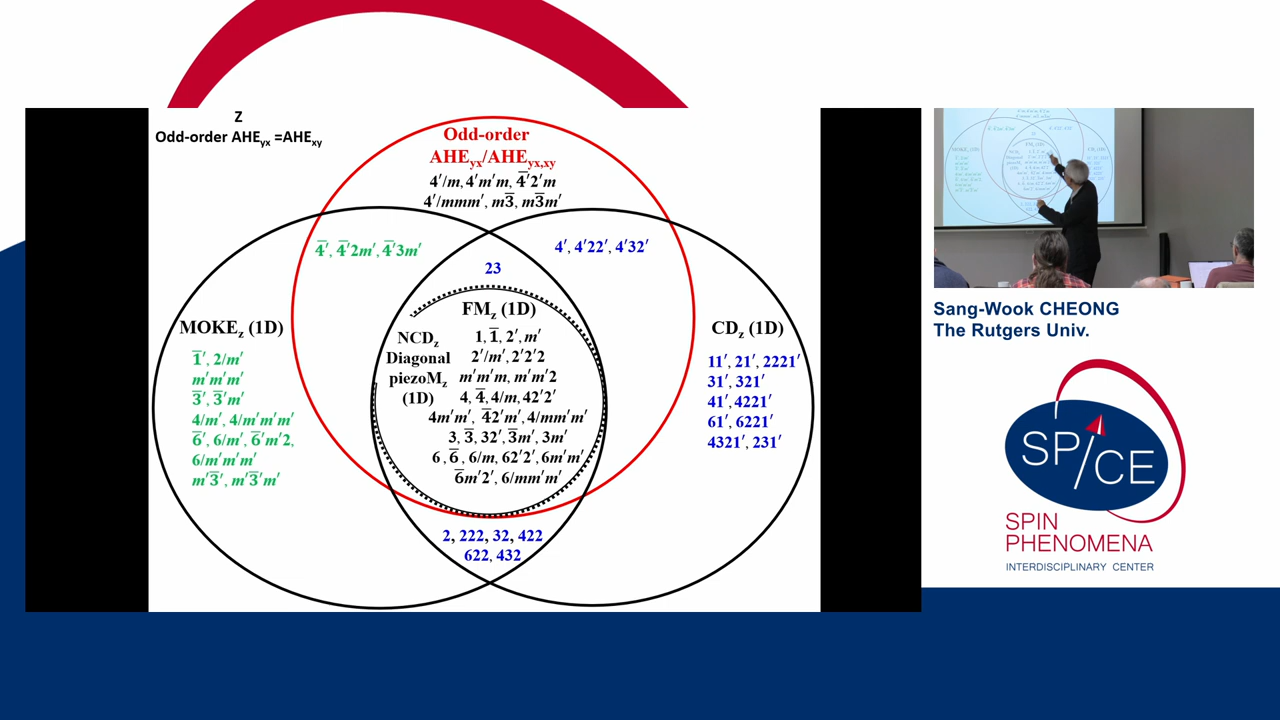 Z
Odd-order AHEyx =AHExy
Odd-order
AHEyx/AHEyx,xy
4′/m, 4′m′m, 4̅′2′m
4′/mmm′, m3̅, m3̅m′
4̅′, 4̅′2m′, 4̅′3m′
4′, 4′22′, 4′32′
23
FMz (1D)
NCDz
Diagonal
piezoMz
(1D)
1, 1̅, 2′, m′
2′/m′, 2′2′2
m′m′m, m′m′2
4, 4̅, 4/m, 42′2′
4m′m′, 4̅2′m′, 4/mm′m′
3, 3̅, 32′, 3̅m′, 3m′
6, 6̅, 6/m, 62′2′, 6m′m′
6̅m′2′, 6/mm′m′
MOKEz (1D)
1̅′, 2/m′
m′m′m′
3̅′, 3̅′m′
4/m′, 4/m′m′m′
6̅′, 6/m′, 6̅′m′2,
6/m′m′m′
m′3̅′, m′3̅′m′
CDz (1D)
11′, 21′, 2221′
31′, 321′
41′, 4221′
61′, 6221′
4321′, 231′
2, 222, 32, 422
622, 432
Sang-Wook CHEONG
The Rutgers Univ.
SP/CE
SPIN
PHENOMENA
INTERDISCIPLINARY CENTER